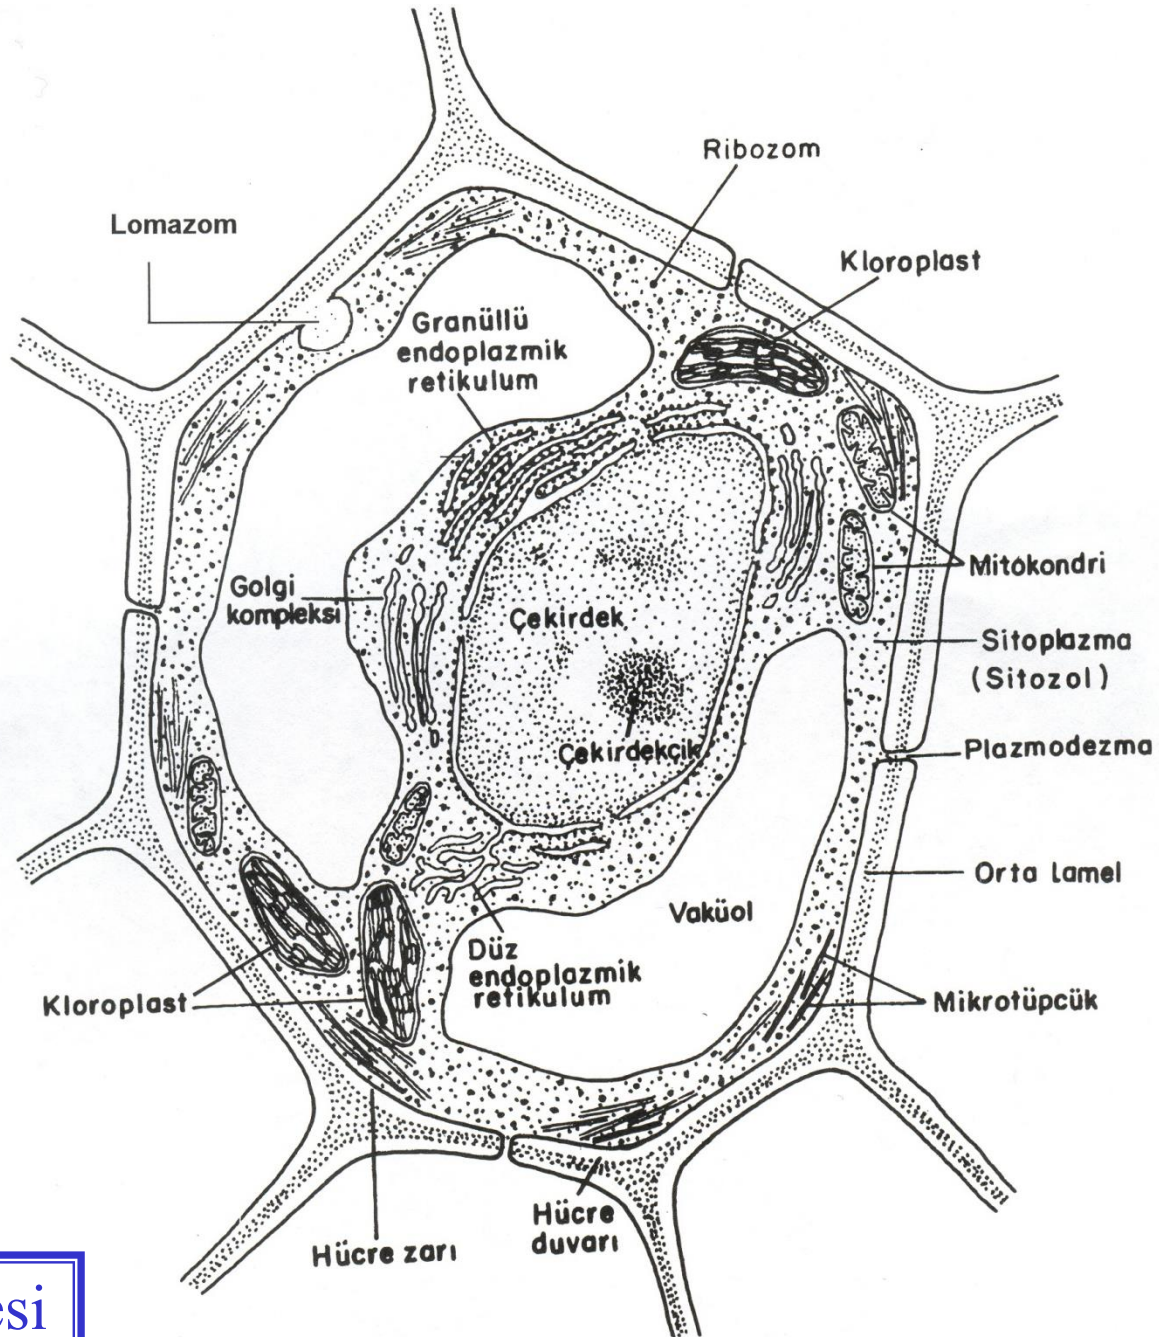 Ribozom
Lomazom
Kloroplast
Granüllü
endoplazmik
retikulum
Mitokondri
Golgi
kompleksi
Çekirdek
Sitoplazma
(Sitozol)
Çekirdekçik
Plazmodezma
Orta Lamel
Vaküol
Düz
endoplazmik
retikulum
Kloroplast
Mikrotüpcük
Hücre
duvarı
Hücre zarı
esi